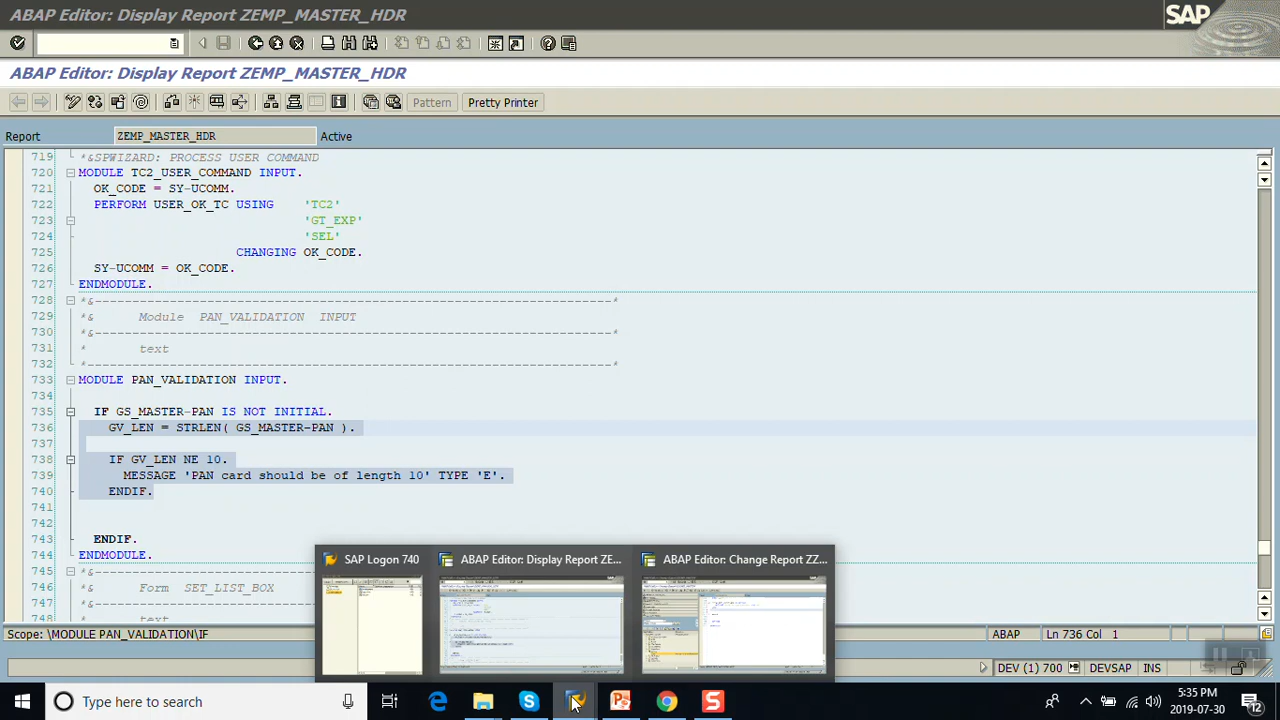 ABAP Editor: Display Report ZEMP_MASTER_HDR
SAP
ABAP Editor: Display Report ZEMP_MASTER_HDR
Pattern Pretty Printer
Report ZEMP_MASTER_HDR Active
719 *&SPWIZARD: PROCESS USER COMMAND
720 MODULE TC2_USER_COMMAND INPUT.
721 OK_CODE = SY-UCOMM.
722 PERFORM USER_OK_TC USING 'TC2'
723 'GT_EXP'
724 'SEL'
725 CHANGING OK_CODE.
726 SY-UCOMM = OK_CODE.
727 ENDMODULE.
728 *&---------------------------------------------------------------------*
729 *& Module PAN_VALIDATION INPUT
730 *&---------------------------------------------------------------------*
731 * text
732 *----------------------------------------------------------------------*
733 MODULE PAN_VALIDATION INPUT.
734
735 IF GS_MASTER-PAN IS NOT INITIAL.
736 GV_LEN = STRLEN( GS_MASTER-PAN ).
737
738 IF GV_LEN NE 10.
739 MESSAGE 'PAN card should be of length 10' TYPE 'E'.
740 ENDIF.
741
742
743 ENDIF.
744 ENDMODULE.
745 *&
746 *& Form SET_LIST_BOX
747 *&
748 * text
SAP Logon 740
ABAP Editor: Display Report ZE...
ABAP Editor: Change Report ZZ...
Scope: \MODULE PAN_VALIDATION\IF ABAP Ln 736 Col 1
DEV (1) 700 DEVSAP INS
Type here to search
5:35 PM
2019-07-30
12